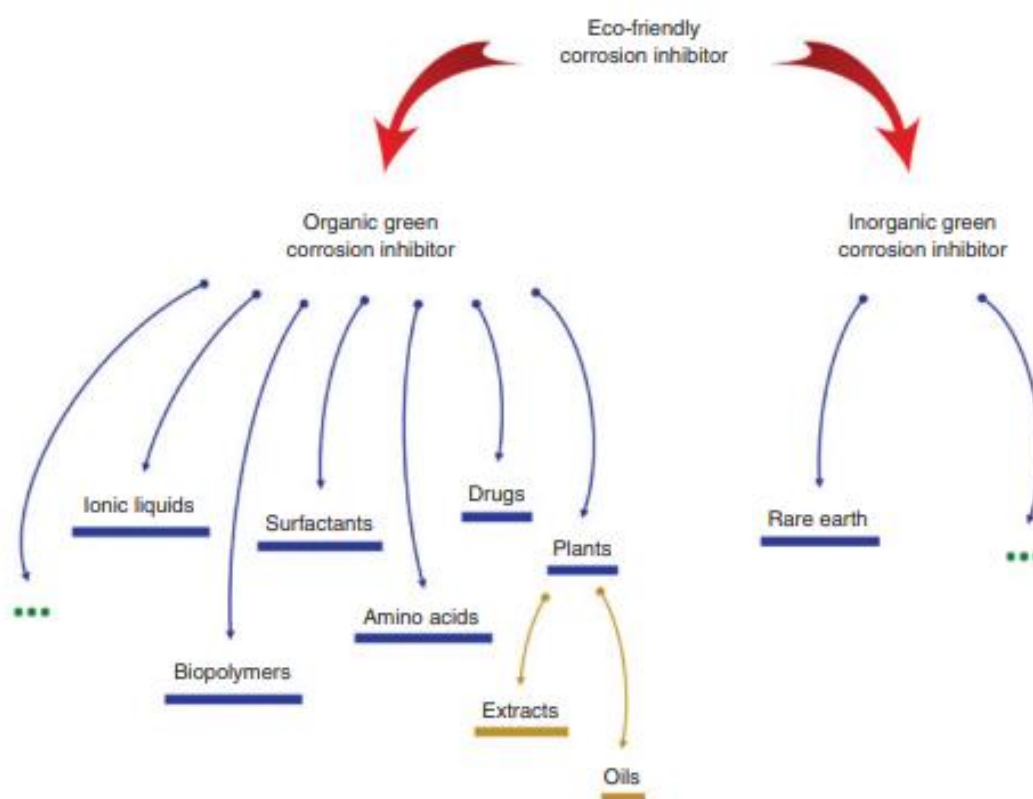 Eco-friendly
corrosion inhibitor
Organic green
corrosion inhibitor
Inorganic green
corrosion inhibitor
Ionic liquids
Surfactants
Drugs
Rare earth
Plants
Amino acids
Biopolymers
Extracts
Oils